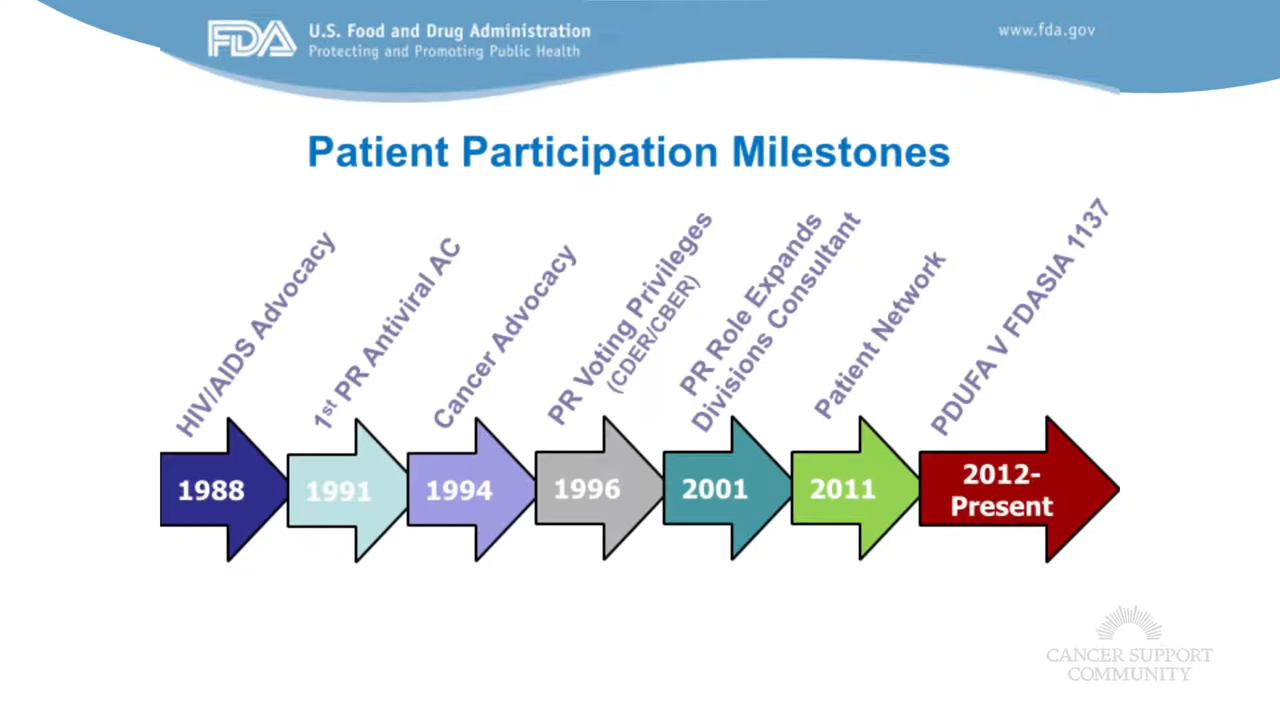 FDA
U.S. Food and Drug Administration
Protecting and Promoting Public Health
www.fda.gov
Patient Participation Milestones
HIV/AIDS Advocacy
1st PR Antiviral AC
Cancer Advocacy
PR Voting Privileges
(CDER/CBER)
PR Role Expands
Divisions Consultant
Patient Network
PDUFA V FDASIA 1137
1988
1991
1994
1996
2001
2011
2012-
Present
CANCER SUPPORT
COMMUNITY